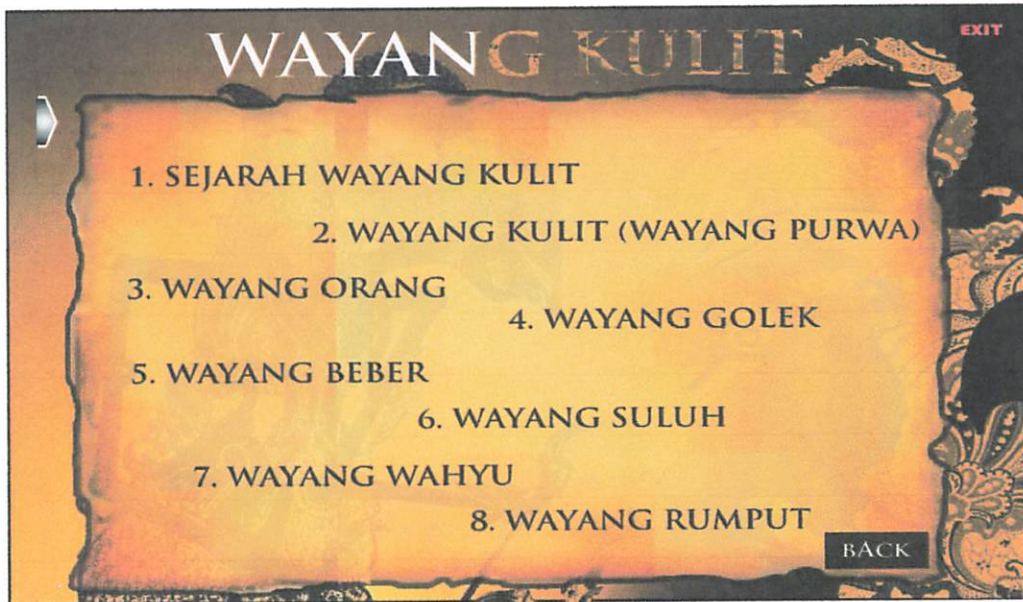 WAYANG KULIT
EXIT
1. SEJARAH WAYANG KULIT
2. WAYANG KULIT (WAYANG PURWA)
3. WAYANG ORANG
4. WAYANG GOLEK
5. WAYANG BEBER
6. WAYANG SULUH
7. WAYANG WAHYU
8. WAYANG RUMPUT
BACK